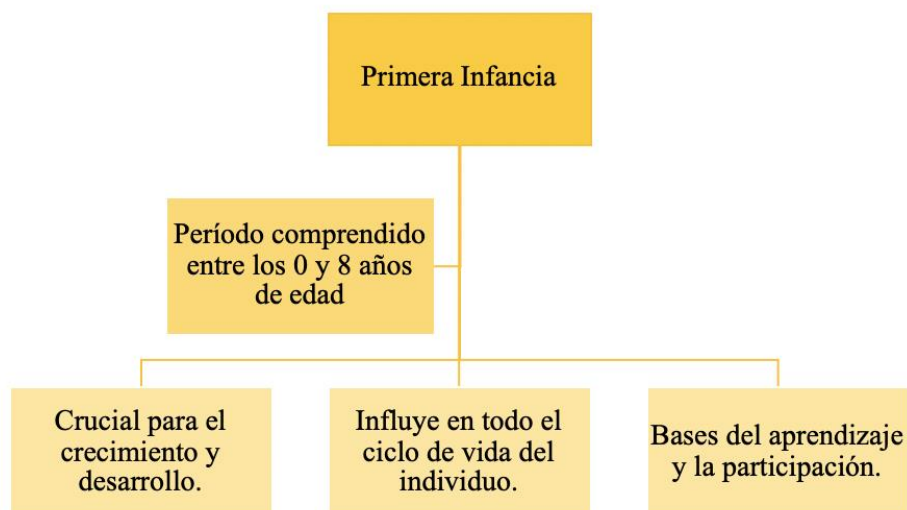 Primera Infancia
Período comprendido
entre los 0 y 8 años
de edad
Crucial para el
crecimiento y
desarrollo.
Influye en todo el
ciclo de vida del
individuo.
Bases del aprendizaje
y la participación.